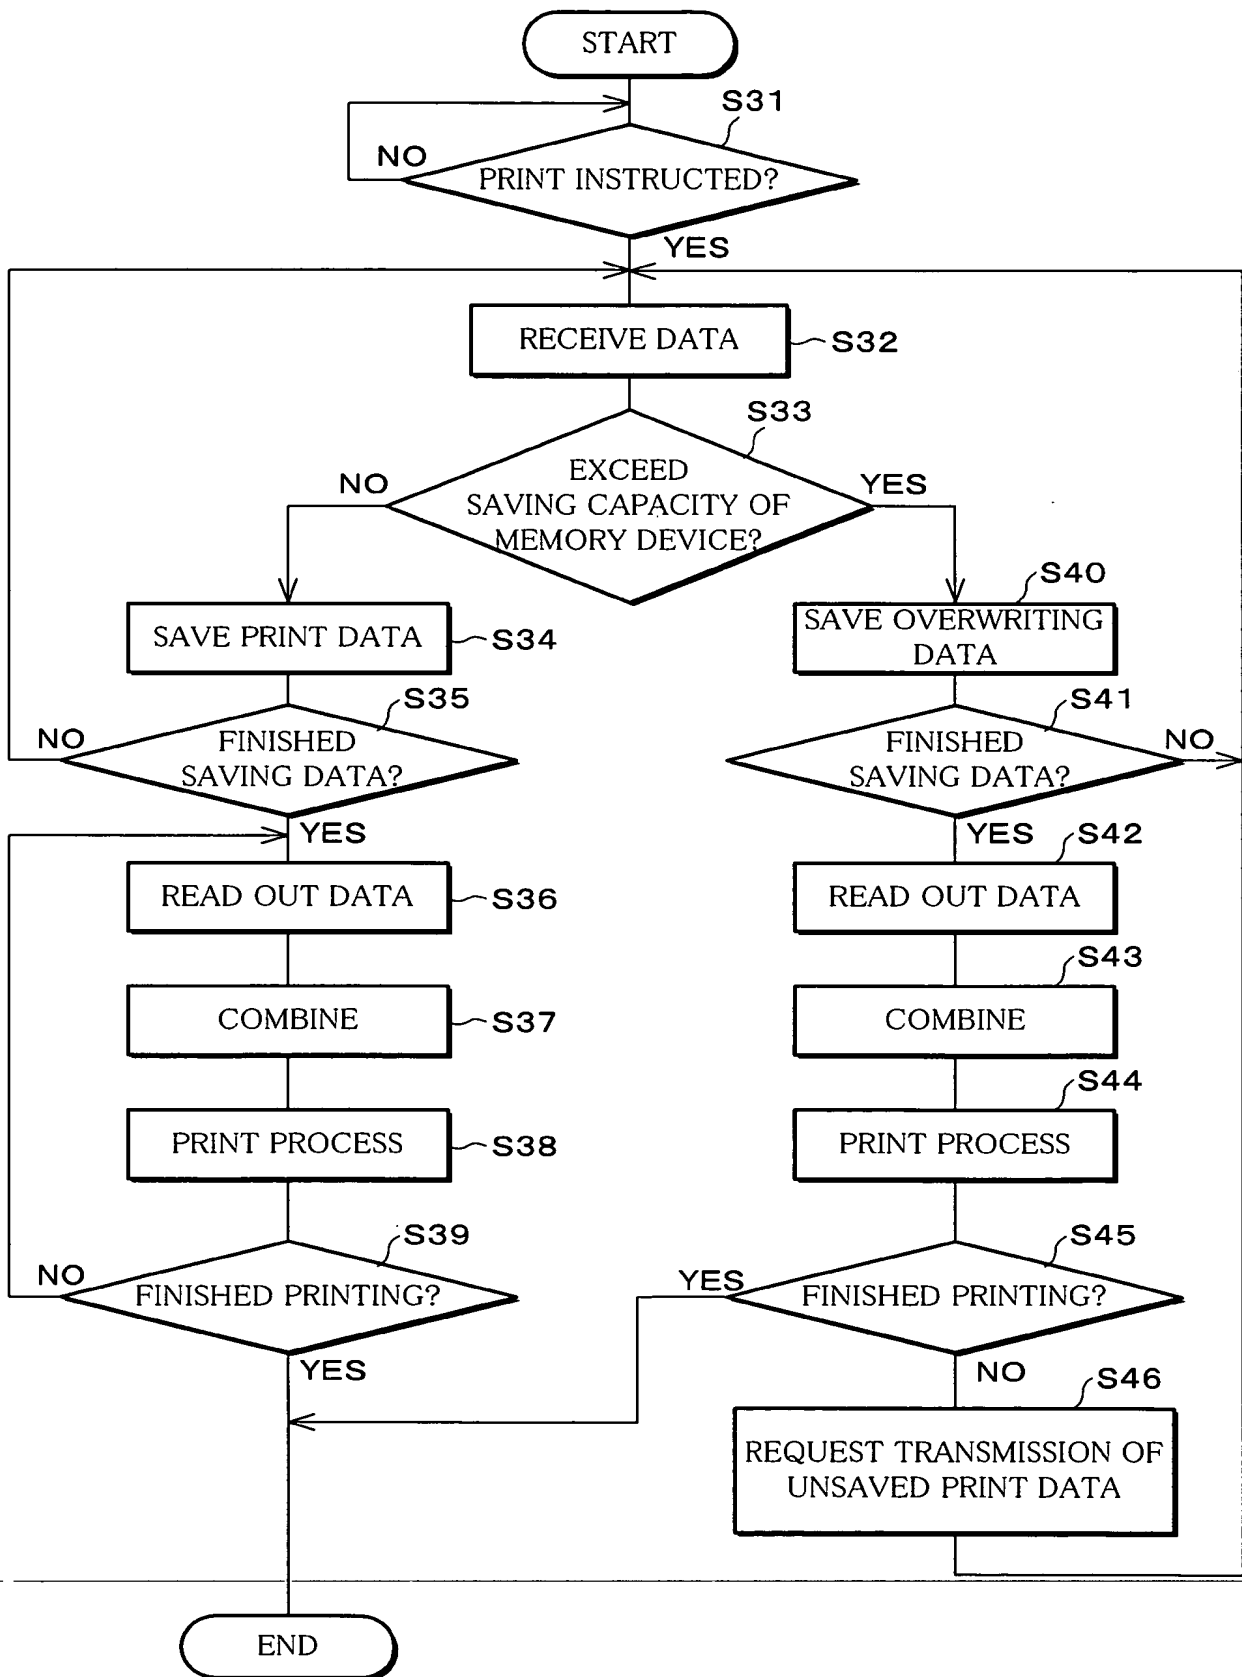 START
S31
NO
PRINT INSTRUCTED?
YES
RECEIVE DATA
S32
S33
NO
EXCEED
SAVING CAPACITY OF
MEMORY DEVICE?
YES
S40
SAVE PRINT DATA
S34
SAVE OVERWRITING
DATA
S35
S41
NO
FINISHED
SAVING DATA?
FINISHED
SAVING DATA?
NO
YES
YES
S42
READ OUT DATA
S36
READ OUT DATA
S43
COMBINE
S37
COMBINE
S44
PRINT PROCESS
S38
PRINT PROCESS
S39
S45
NO
FINISHED PRINTING?
YES
FINISHED PRINTING?
YES
NO
S46
REQUEST TRANSMISSION OF
UNSAVED PRINT DATA
END